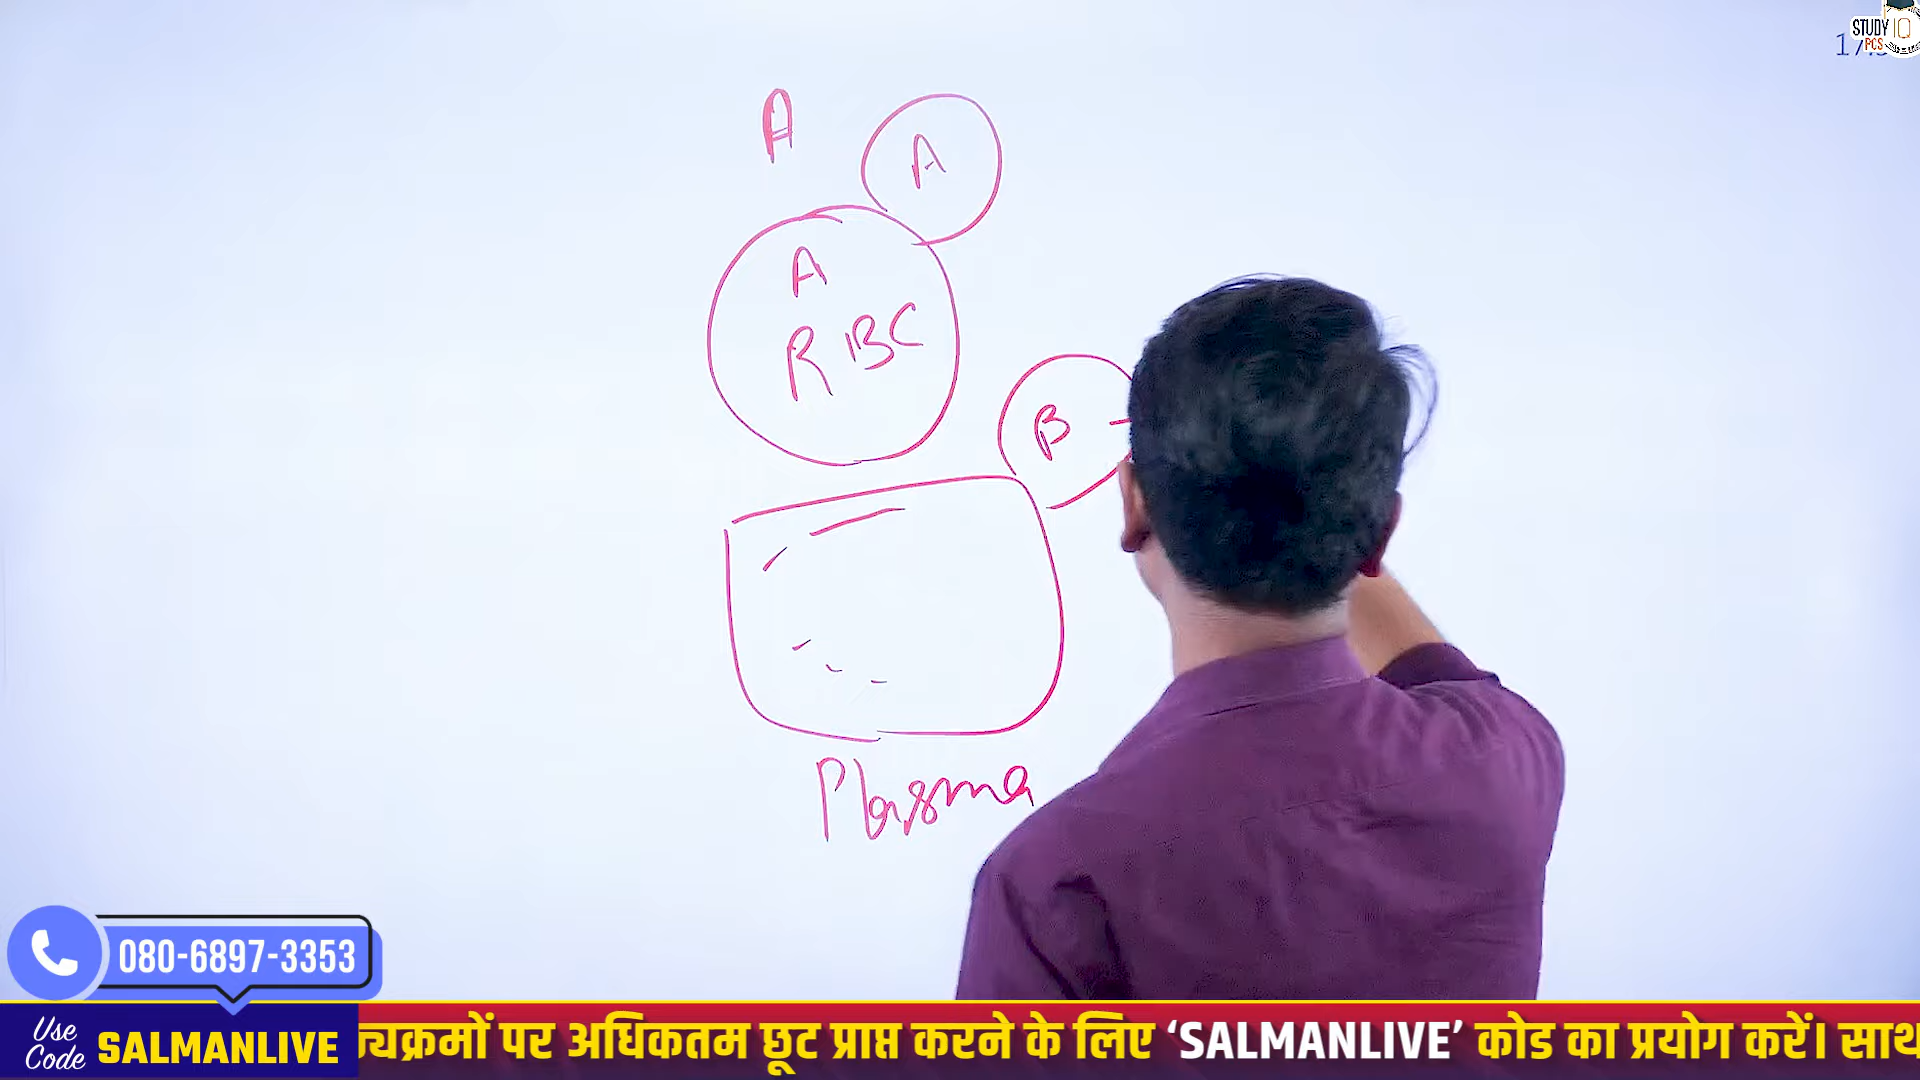 STUDY IQ
PCS
17:
A
A
A
RBC
B
Plasma
080-6897-3353
Use Code SALMANLIVE
्यक्रमों पर अधिकतम छूट प्राप्त करने के लिए ‘SALMANLIVE’ कोड का प्रयोग करें। साथ